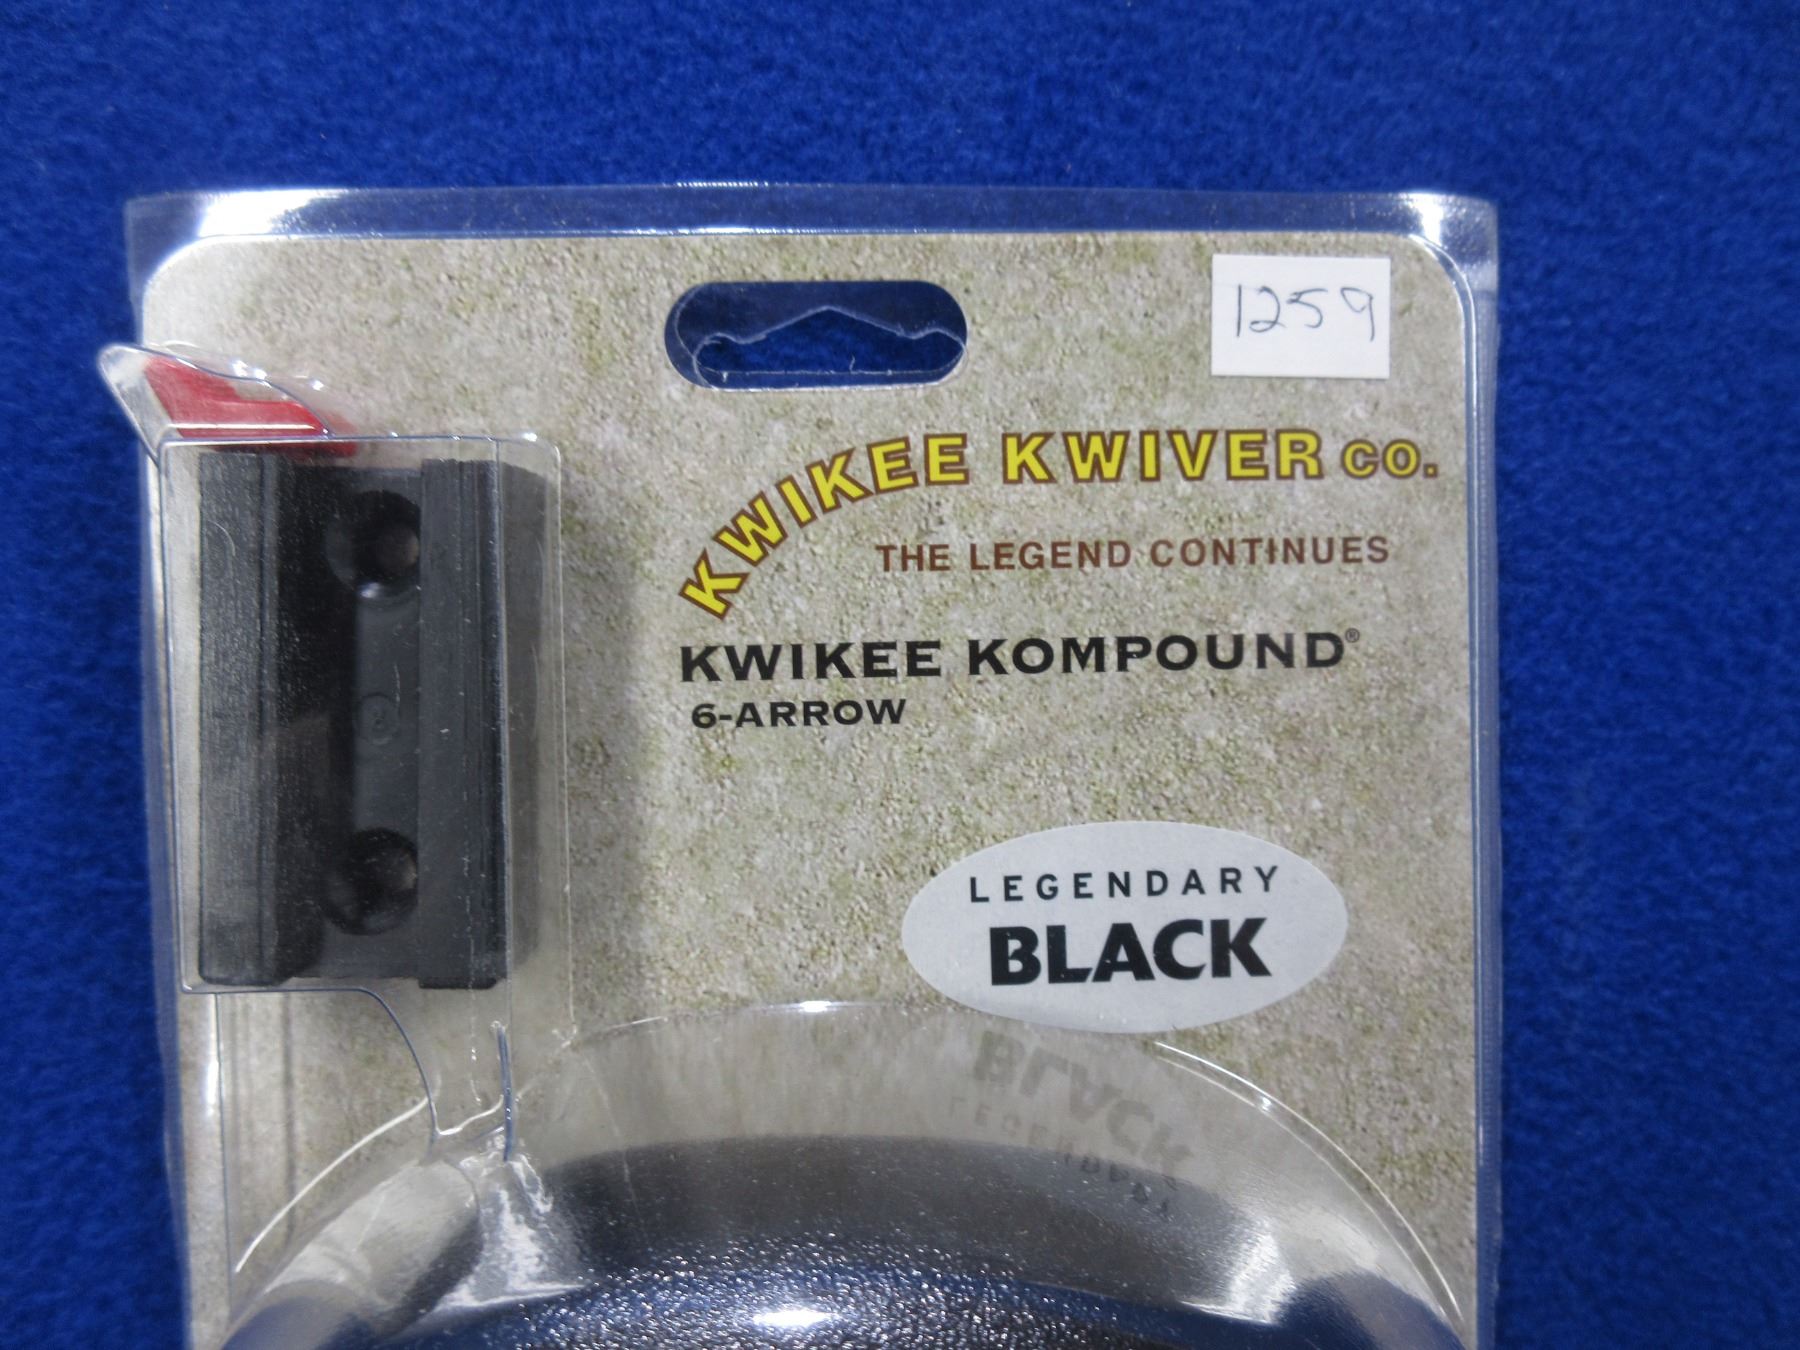 1259
KWIKEE KWIVER CO.
THE LEGEND CONTINUES
KWIKEE KOMPOUND®
6-ARROW
LEGENDARY
BLACK